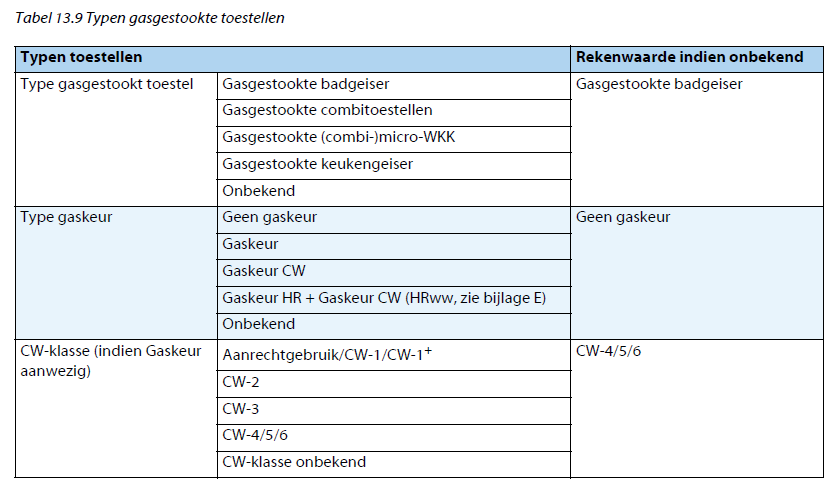 Tabel 13.9 Typen gasgestookte toestellen
Typen toestellen Rekenwaarde indien onbekend
Type gasgestookt toestel Gasgestookte badgeiser Gasgestookte badgeiser
Gasgestookte combitoestellen
Gasgestookte (combi-)micro-WKK
Gasgestookte keukengeiser
Onbekend
Type gaskeur Geen gaskeur Geen gaskeur
Gaskeur
Gaskeur CW
Gaskeur HR + Gaskeur CW (HRww, zie bijlage E)
Onbekend
CW-klasse (indien Gaskeur aanwezig) Aanrechtgebruik/CW-1/CW-1⁺ CW-4/5/6
CW-2
CW-3
CW-4/5/6
CW-klasse onbekend